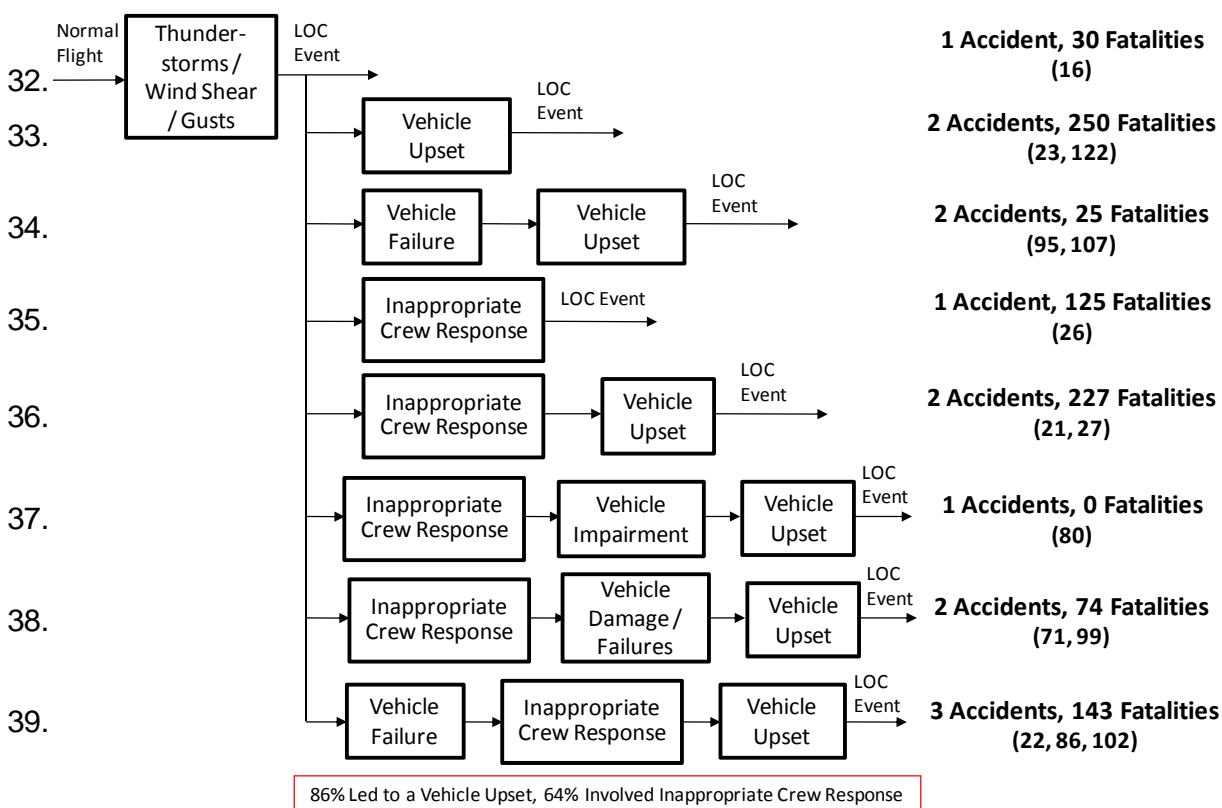 Normal
Flight
Thunder-
storms /
Wind Shear
/ Gusts
LOC
Event
32.
1 Accident, 30 Fatalities
(16)
33.
Vehicle
Upset
LOC
Event
2 Accidents, 250 Fatalities
(23, 122)
34.
Vehicle
Failure
Vehicle
Upset
LOC
Event
2 Accidents, 25 Fatalities
(95, 107)
35.
Inappropriate
Crew Response
LOC Event
1 Accident, 125 Fatalities
(26)
36.
Inappropriate
Crew Response
Vehicle
Upset
LOC
Event
2 Accidents, 227 Fatalities
(21, 27)
37.
Inappropriate
Crew Response
Vehicle
Impairment
Vehicle
Upset
LOC
Event
1 Accidents, 0 Fatalities
(80)
38.
Inappropriate
Crew Response
Vehicle
Damage /
Failures
Vehicle
Upset
LOC
Event
2 Accidents, 74 Fatalities
(71, 99)
39.
Vehicle
Failure
Inappropriate
Crew Response
Vehicle
Upset
LOC
Event
3 Accidents, 143 Fatalities
(22, 86, 102)
86% Led to a Vehicle Upset, 64% Involved Inappropriate Crew Response